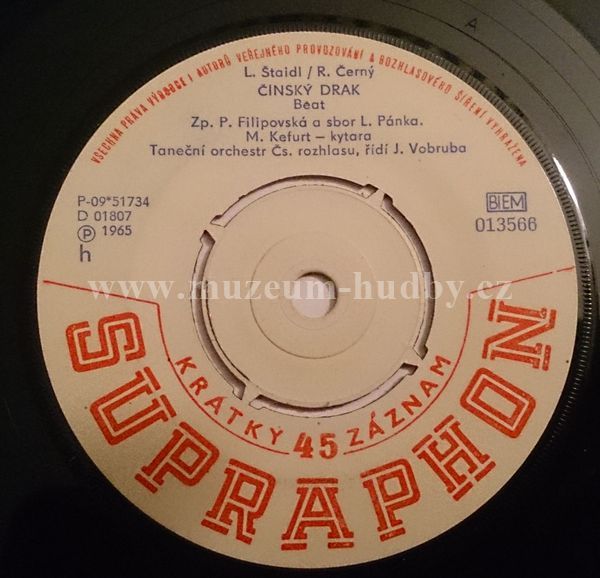 A
VŠECHNA PRÁVA VÝROBCE I AUTORŮ VEŘEJNÉHO PROVOZOVÁNÍ A ROZHLASOVÉHO ŠÍŘENÍ VYHRAŽENA
L. Štaidl / R. Černý
ČÍNSKÝ DRAK
Beat
Zp. P. Filipovská a sbor L. Pánka.
M. Kefurt – kytara
Taneční orchestr Čs. rozhlasu, řídí J. Vobruba
P-09*51734
D 01807
Ⓟ 1965
h
BIEM
013566
www.muzeum-hudby.cz
KRÁTKÝ 45 ZÁZNAM
SUPRAPHON